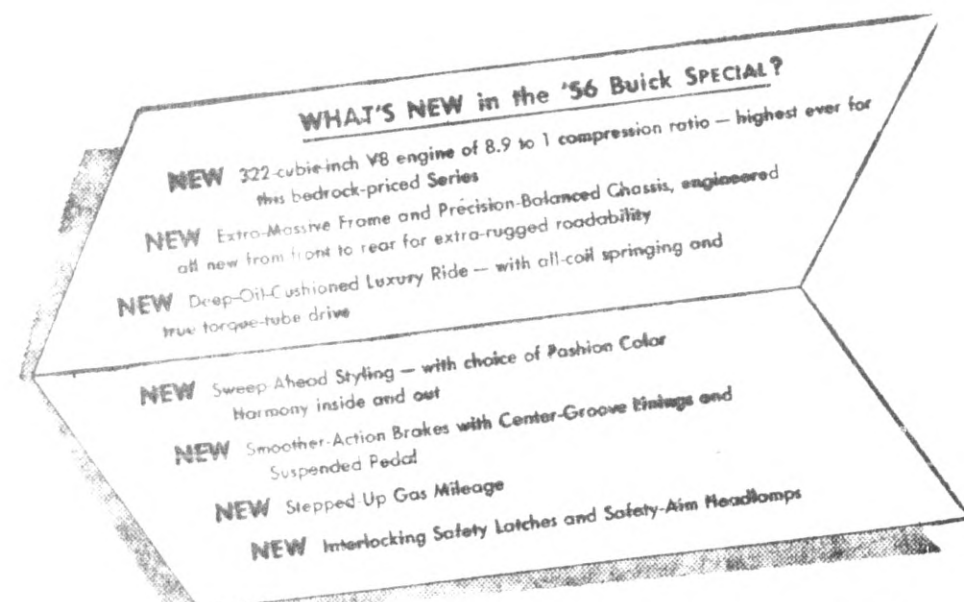 WHAT'S NEW in the '56 Buick SPECIAL?
NEW 322-cubic-inch V8 engine of 8.9 to 1 compression ratio — highest ever for
this bedrock-priced Series
NEW Extra-Massive Frame and Precision-Balanced Chassis, engineered
all new from front to rear for extra-rugged roadability
NEW Deep-Oil-Cushioned Luxury Ride — with all-coil springing and
true torque-tube drive
NEW Sweep-Ahead Styling — with choice of Fashion Color
Harmony inside and out
NEW Smoother-Action Brakes with Center-Groove linings and
Suspended Pedal
NEW Stepped-Up Gas Mileage
NEW Interlocking Safety Latches and Safety-Aim Headlamps